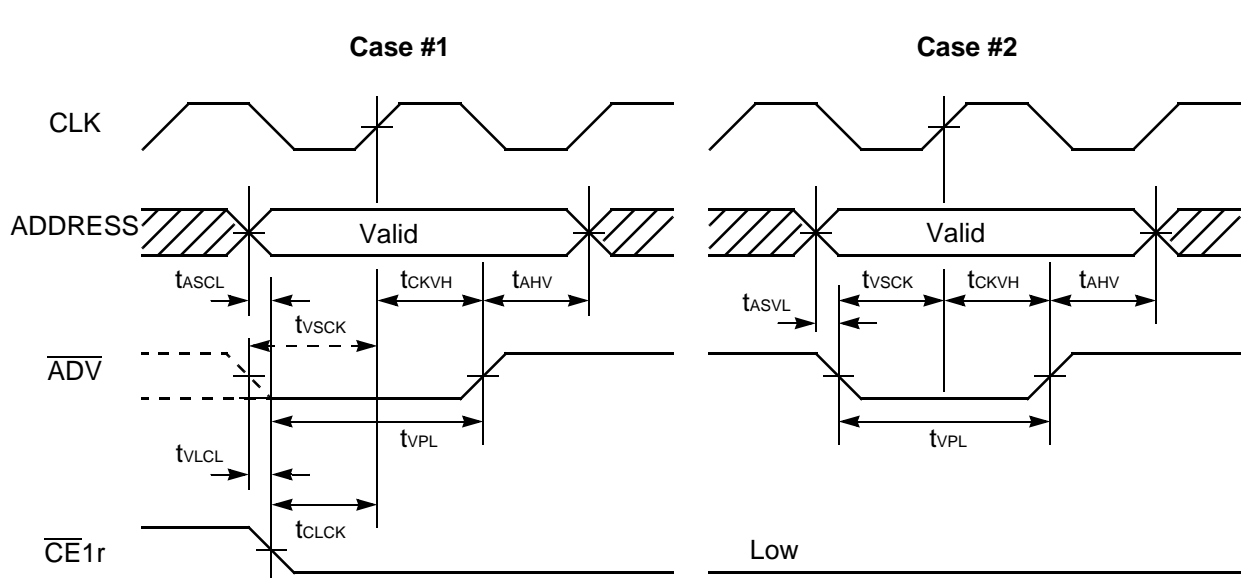 Case #1 Case #2
CLK
ADDRESS Valid Valid
tASCL tCKVH tAHV tVSCK tCKVH tAHV
tASVL
tVSCK
ADV
tVPL tVPL
tVLCL
tCLCK
CE1r Low